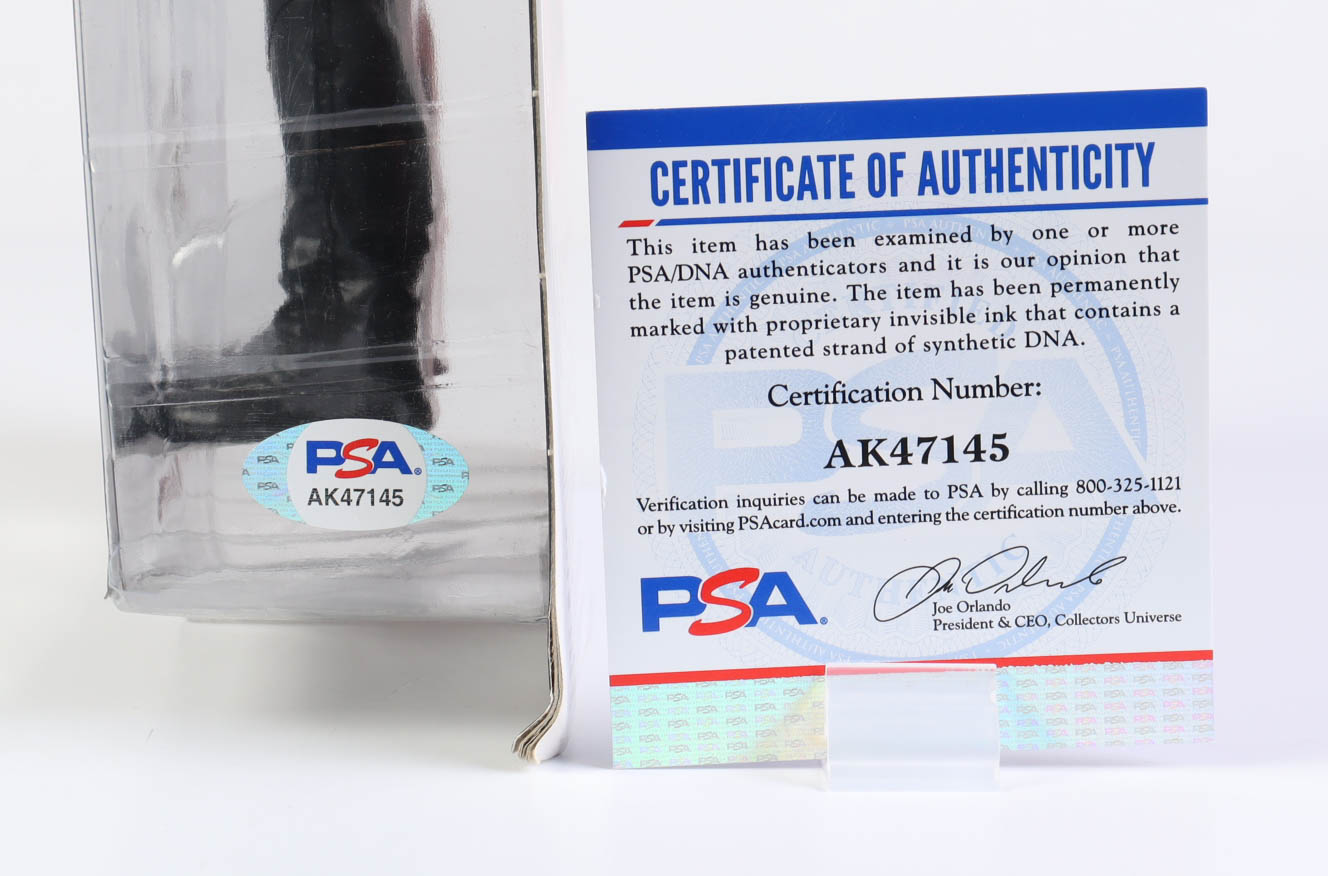 PSA
AK47145
CERTIFICATE OF AUTHENTICITY
This item has been examined by one or more
PSA/DNA authenticators and it is our opinion that
the item is genuine. The item has been permanently
marked with proprietary invisible ink that contains a
patented strand of synthetic DNA.
Certification Number:
AK47145
Verification inquiries can be made to PSA by calling 800-325-1121
or by visiting PSAcard.com and entering the certification number above.
PSA
Joe Orlando
President & CEO, Collectors Universe